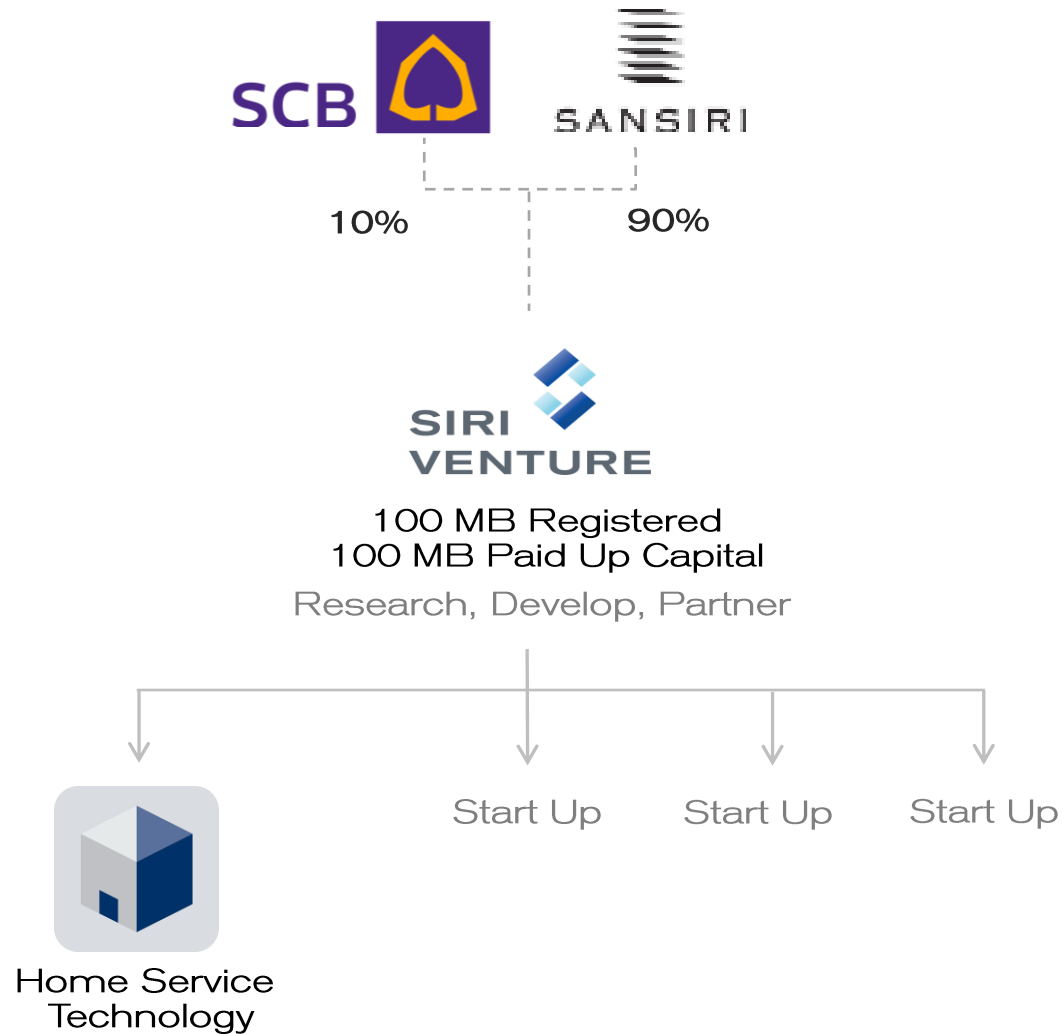 SCB
SANSIRI
10%
90%
SIRI
VENTURE
100 MB Registered
100 MB Paid Up Capital
Research, Develop, Partner
Start Up
Start Up
Start Up
Home Service
Technology